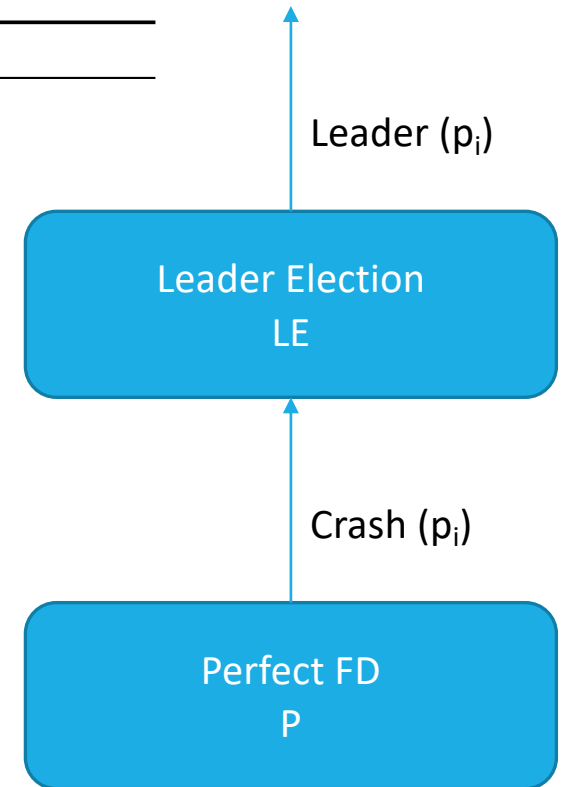 Leader (pᵢ)
Leader Election
LE
Crash (pᵢ)
Perfect FD
P